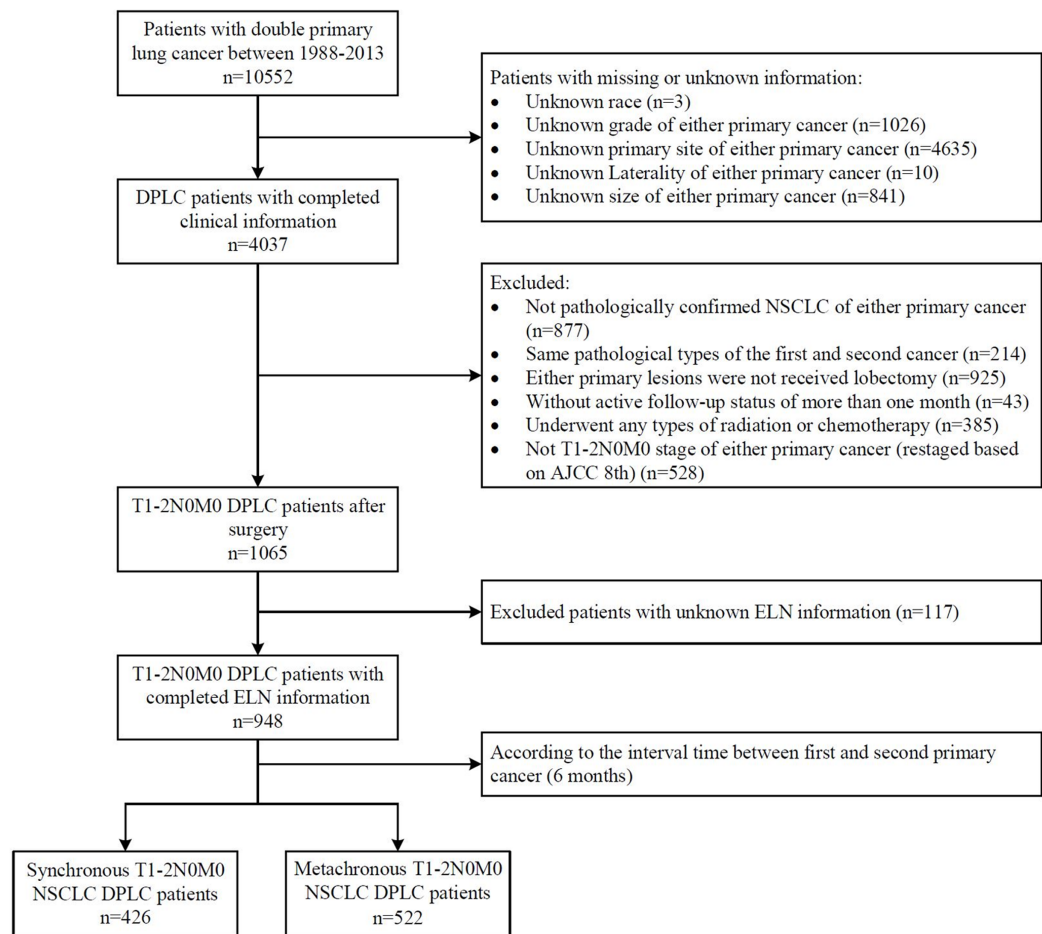 Patients with double primary
lung cancer between 1988-2013
n=10552
Patients with missing or unknown information:
• Unknown race (n=3)
• Unknown grade of either primary cancer (n=1026)
• Unknown primary site of either primary cancer (n=4635)
• Unknown Laterality of either primary cancer (n=10)
• Unknown size of either primary cancer (n=841)
DPLC patients with completed
clinical information
n=4037
Excluded:
• Not pathologically confirmed NSCLC of either primary cancer
(n=877)
• Same pathological types of the first and second cancer (n=214)
• Either primary lesions were not received lobectomy (n=925)
• Without active follow-up status of more than one month (n=43)
• Underwent any types of radiation or chemotherapy (n=385)
• Not T1-2N0M0 stage of either primary cancer (restaged based
on AJCC 8th) (n=528)
T1-2N0M0 DPLC patients after
surgery
n=1065
Excluded patients with unknown ELN information (n=117)
T1-2N0M0 DPLC patients with
completed ELN information
n=948
According to the interval time between first and second primary
cancer (6 months)
Synchronous T1-2N0M0
NSCLC DPLC patients
n=426
Metachronous T1-2N0M0
NSCLC DPLC patients
n=522